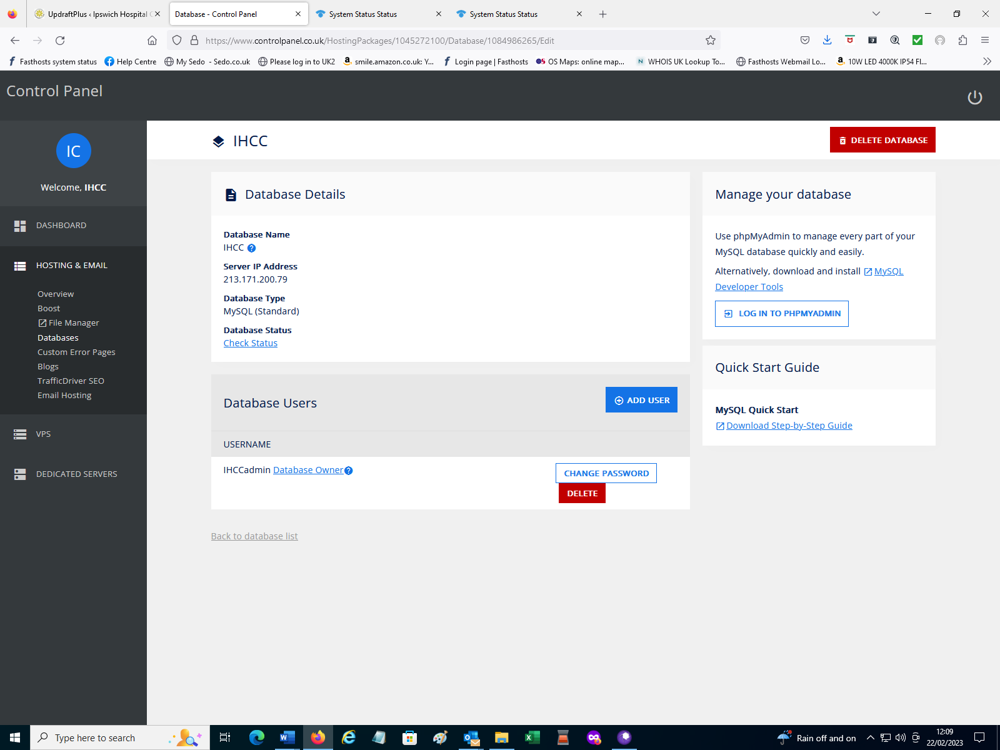 UpdraftPlus ‹ Ipswich Hospital
Database - Control Panel
System Status Status
System Status Status
https://www.controlpanel.co.uk/HostingPackages/1045272100/Database/1084986265/Edit
Fasthosts system status
Help Centre
My Sedo - Sedo.co.uk
Please log in to UK2
smile.amazon.co.uk: Y...
Login page | Fasthosts
OS Maps: online map...
WHOIS UK Lookup To...
Fasthosts Webmail Lo...
10W LED 4000K IP54 Fl...
Control Panel
IC
Welcome, IHCC
DASHBOARD
HOSTING & EMAIL
Overview
Boost
File Manager
Databases
Custom Error Pages
Blogs
TrafficDriver SEO
Email Hosting
VPS
DEDICATED SERVERS
IHCC
DELETE DATABASE
Database Details
Database Name
IHCC
Server IP Address
213.171.200.79
Database Type
MySQL (Standard)
Database Status
Check Status
Database Users
ADD USER
USERNAME
IHCCadmin Database Owner
CHANGE PASSWORD
DELETE
Back to database list
Manage your database
Use phpMyAdmin to manage every part of your
MySQL database quickly and easily.
Alternatively, download and install MySQL
Developer Tools
LOG IN TO PHPMYADMIN
Quick Start Guide
MySQL Quick Start
Download Step-by-Step Guide
Type here to search
Rain off and on
12:09
22/02/2023